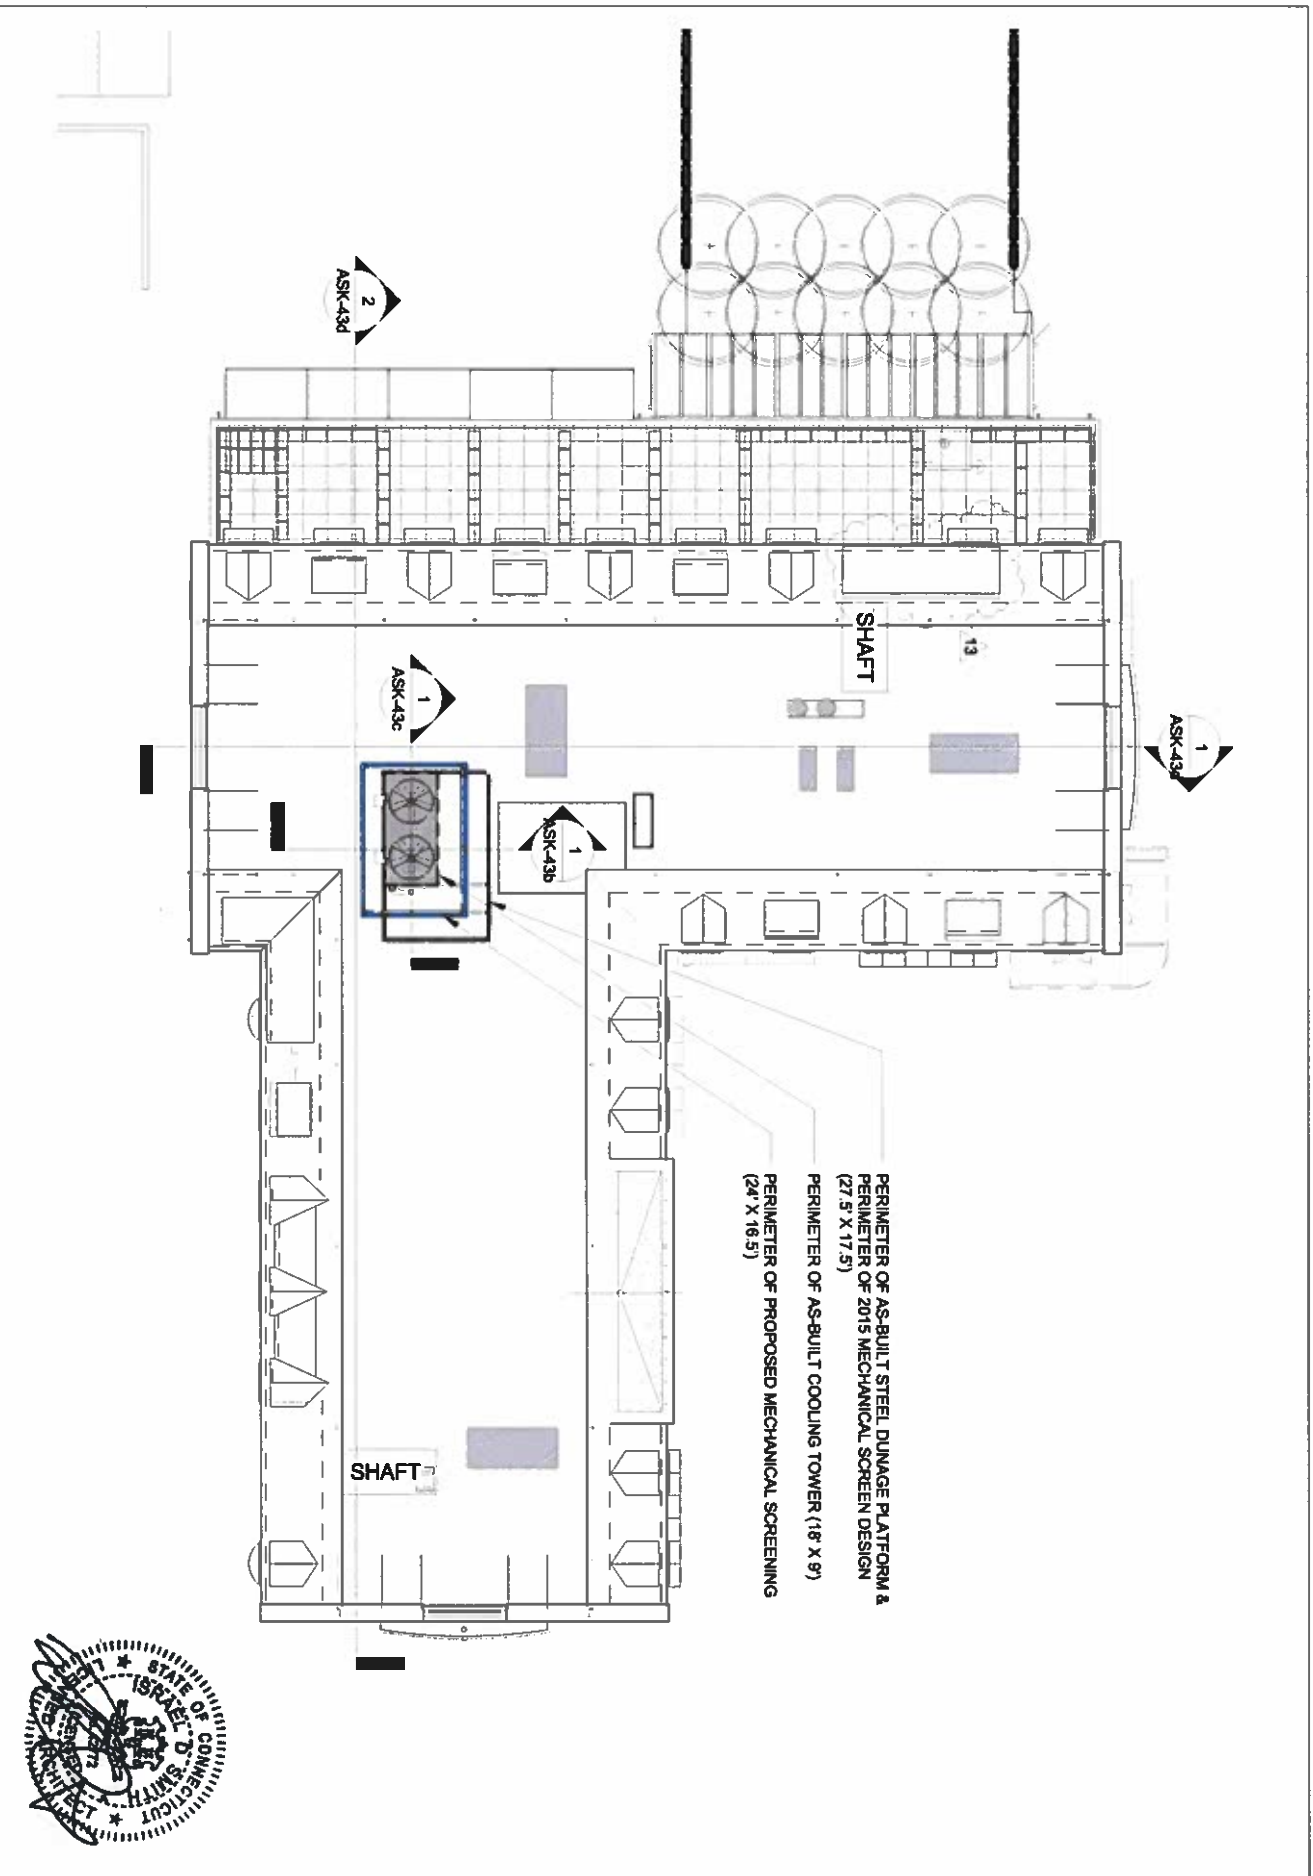 2
ASK-43d
SHAFT
13
1
ASK-43c
1
ASK-43b
1
PERIMETER OF AS-BUILT STEEL DUNAGE PLATFORM &
PERIMETER OF 2015 MECHANICAL SCREEN DESIGN
(27.5' X 17.5')
PERIMETER OF AS-BUILT COOLING TOWER (18' X 9')
PERIMETER OF PROPOSED MECHANICAL SCREENING
(24' X 16.5')
SHAFT
STATE OF CONNECTICUT
ISRAEL D SMITH
ARCHITECT